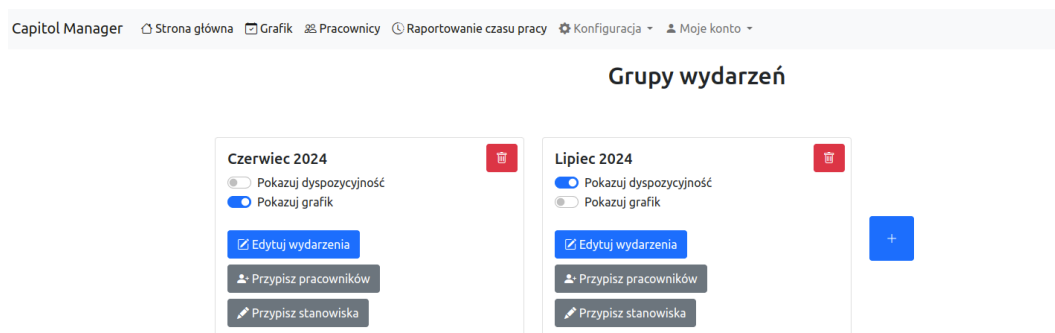 Capitol Manager Strona główna Grafik Pracownicy Raportowanie czasu pracy Konfiguracja Moje konto
Grupy wydarzeń
Czerwiec 2024
Pokazuj dyspozycyjność
Pokazuj grafik
Edytuj wydarzenia
Przypisz pracowników
Przypisz stanowiska
Lipiec 2024
Pokazuj dyspozycyjność
Pokazuj grafik
Edytuj wydarzenia
Przypisz pracowników
Przypisz stanowiska
+